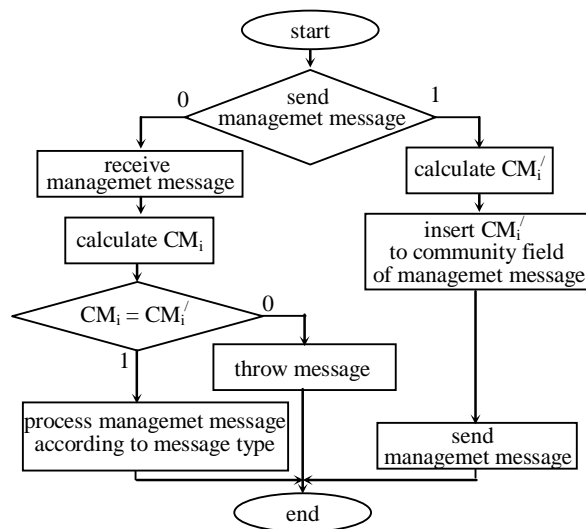 start
0
send
managemet message
1
receive
managemet message
calculate CMᵢ′
calculate CMᵢ
insert CMᵢ′
to community field
of managemet message
CMᵢ = CMᵢ′
0
1
throw message
process managemet message
according to message type
send
managemet message
end